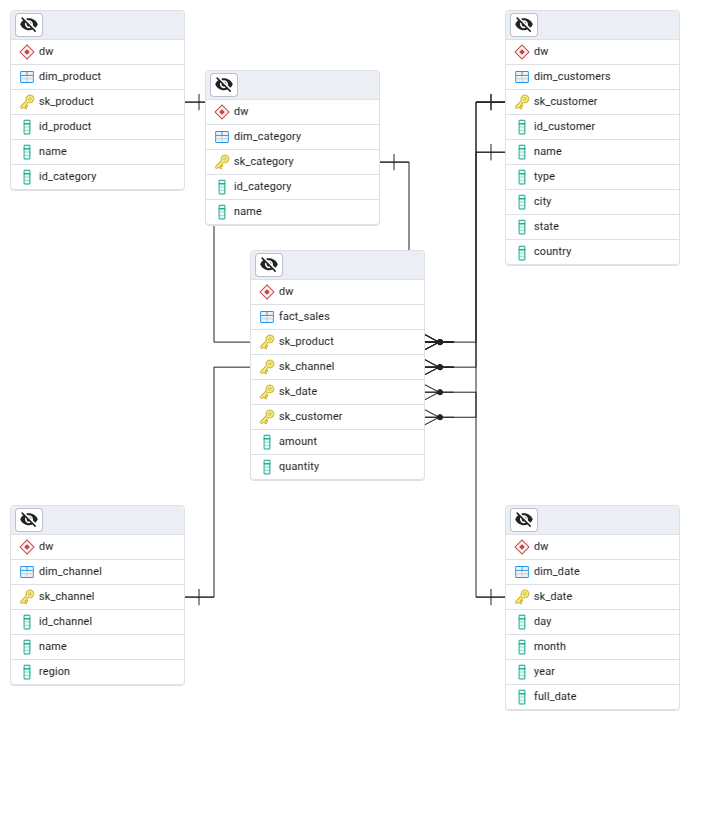 dw
dim_product
sk_product
id_product
name
id_category
dw
dim_category
sk_category
id_category
name
dw
dim_customers
sk_customer
id_customer
name
type
city
state
country
dw
fact_sales
sk_product
sk_channel
sk_date
sk_customer
amount
quantity
dw
dim_channel
sk_channel
id_channel
name
region
dw
dim_date
sk_date
day
month
year
full_date